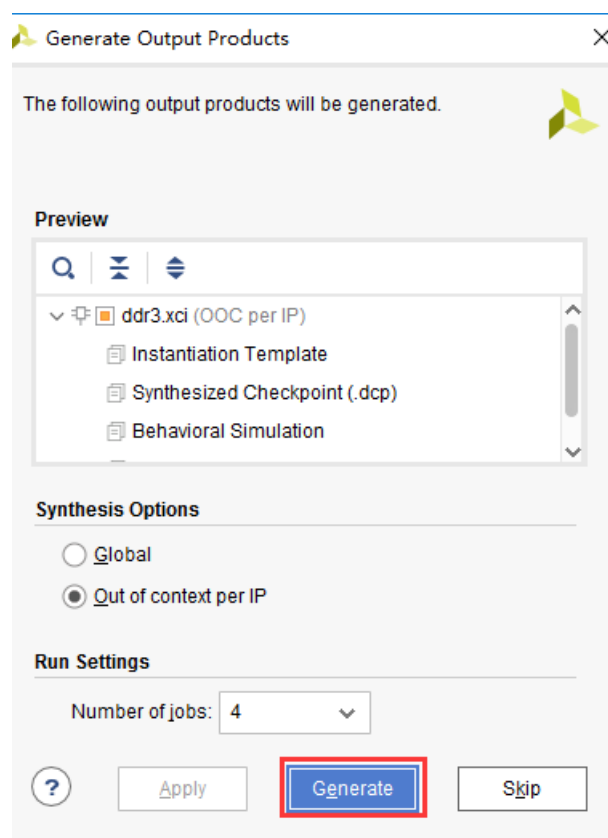 Generate Output Products
The following output products will be generated.
Preview
ddr3.xci (OOC per IP)
Instantiation Template
Synthesized Checkpoint (.dcp)
Behavioral Simulation
Synthesis Options
Global
Out of context per IP
Run Settings
Number of jobs: 4
? Apply Generate Skip